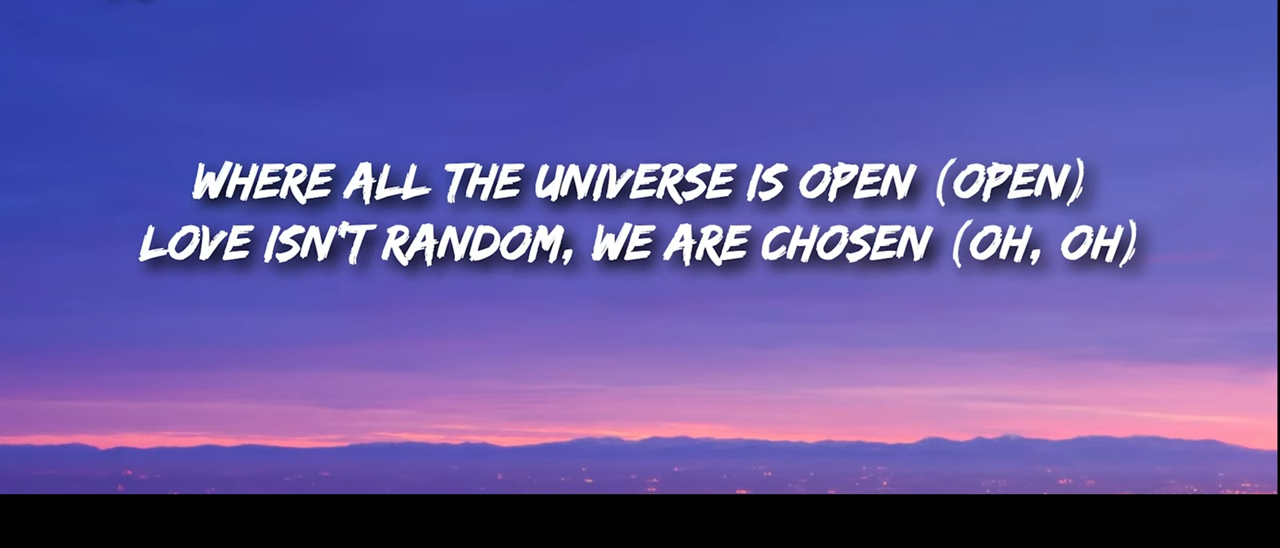 WHERE ALL THE UNIVERSE IS OPEN (OPEN)
LOVE ISN'T RANDOM, WE ARE CHOSEN (OH, OH)